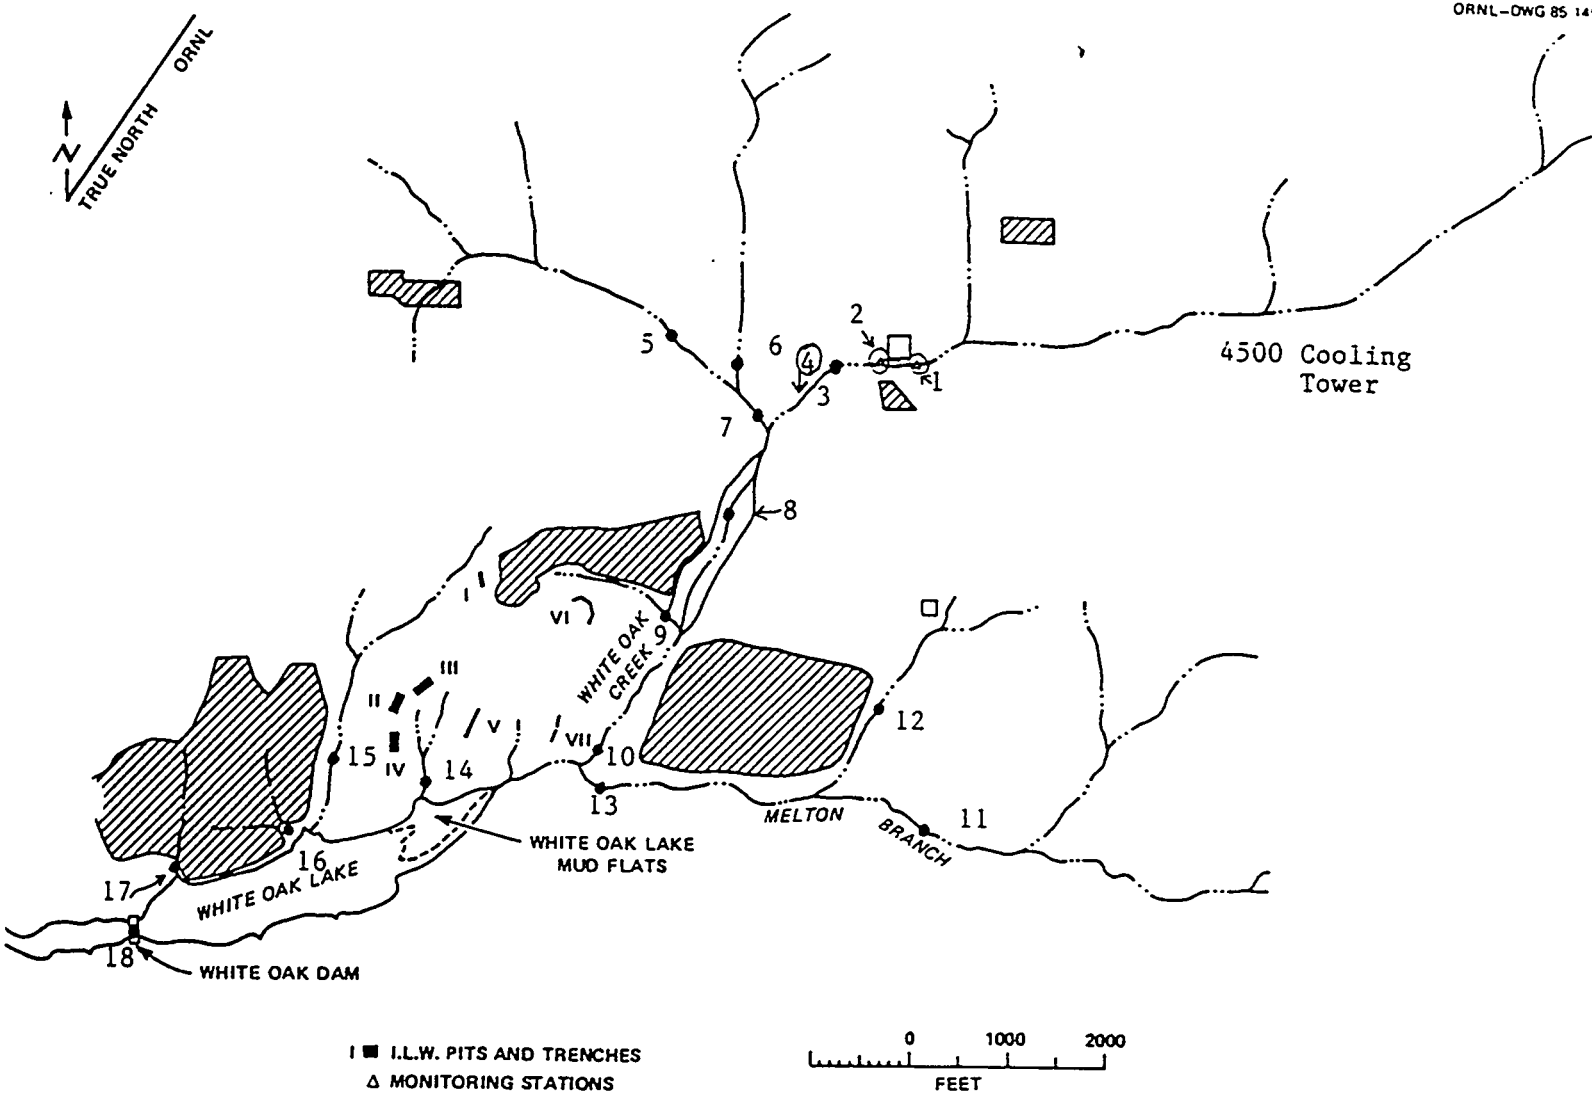 ORNL-DWG 85
ORNL
TRUE NORTH
N
2
6
4
5
1
3
4500 Cooling
Tower
7
8
I
VI
WHITE OAK
CREEK
9
III
II
12
V
VII
15
IV
14
10
13
MELTON
BRANCH
11
WHITE OAK LAKE
MUD FLATS
16
17
WHITE OAK LAKE
18
WHITE OAK DAM
I I.L.W. PITS AND TRENCHES
0 1000 2000
Δ MONITORING STATIONS
FEET